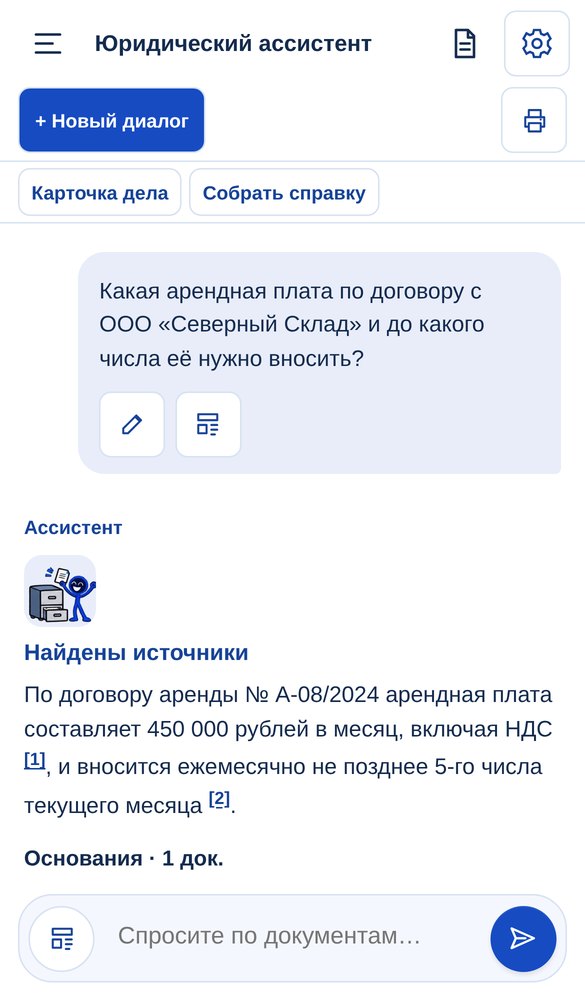 Юридический ассистент
+ Новый диалог
Карточка дела
Собрать справку
Какая арендная плата по договору с
ООО «Северный Склад» и до какого
числа её нужно вносить?
Ассистент
Найдены источники
По договору аренды № А-08/2024 арендная плата
составляет 450 000 рублей в месяц, включая НДС
[1], и вносится ежемесячно не позднее 5-го числа
текущего месяца [2].
Основания · 1 док.
Спросите по документам…